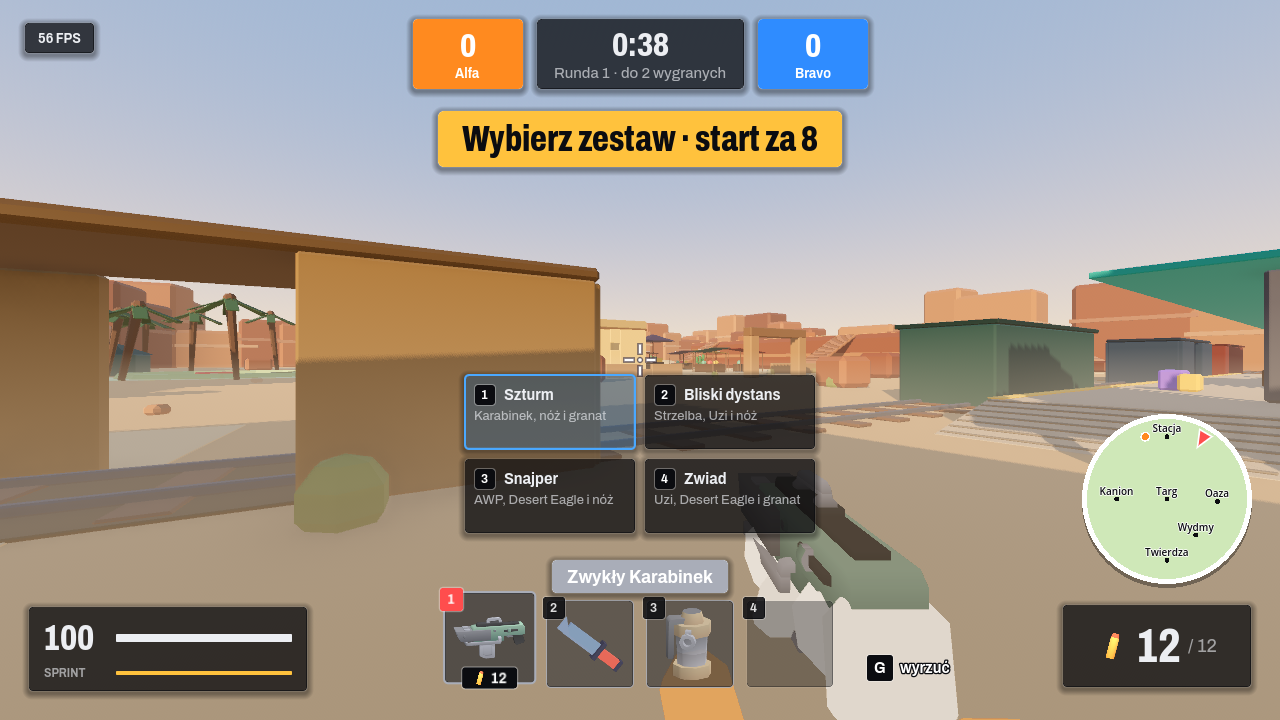 56 FPS
0
Alfa
0:38
Runda 1 · do 2 wygranych
0
Bravo
Wybierz zestaw · start za 8
1 Szturm
Karabinek, nóż i granat
2 Bliski dystans
Strzelba, Uzi i nóż
3 Snajper
AWP, Desert Eagle i nóż
4 Zwiad
Uzi, Desert Eagle i granat
Stacja
Kanion
Targ
Oaza
Wydmy
Twierdza
Zwykły Karabinek
1
2
3
4
12
G wyrzuć
100
SPRINT
12 / 12